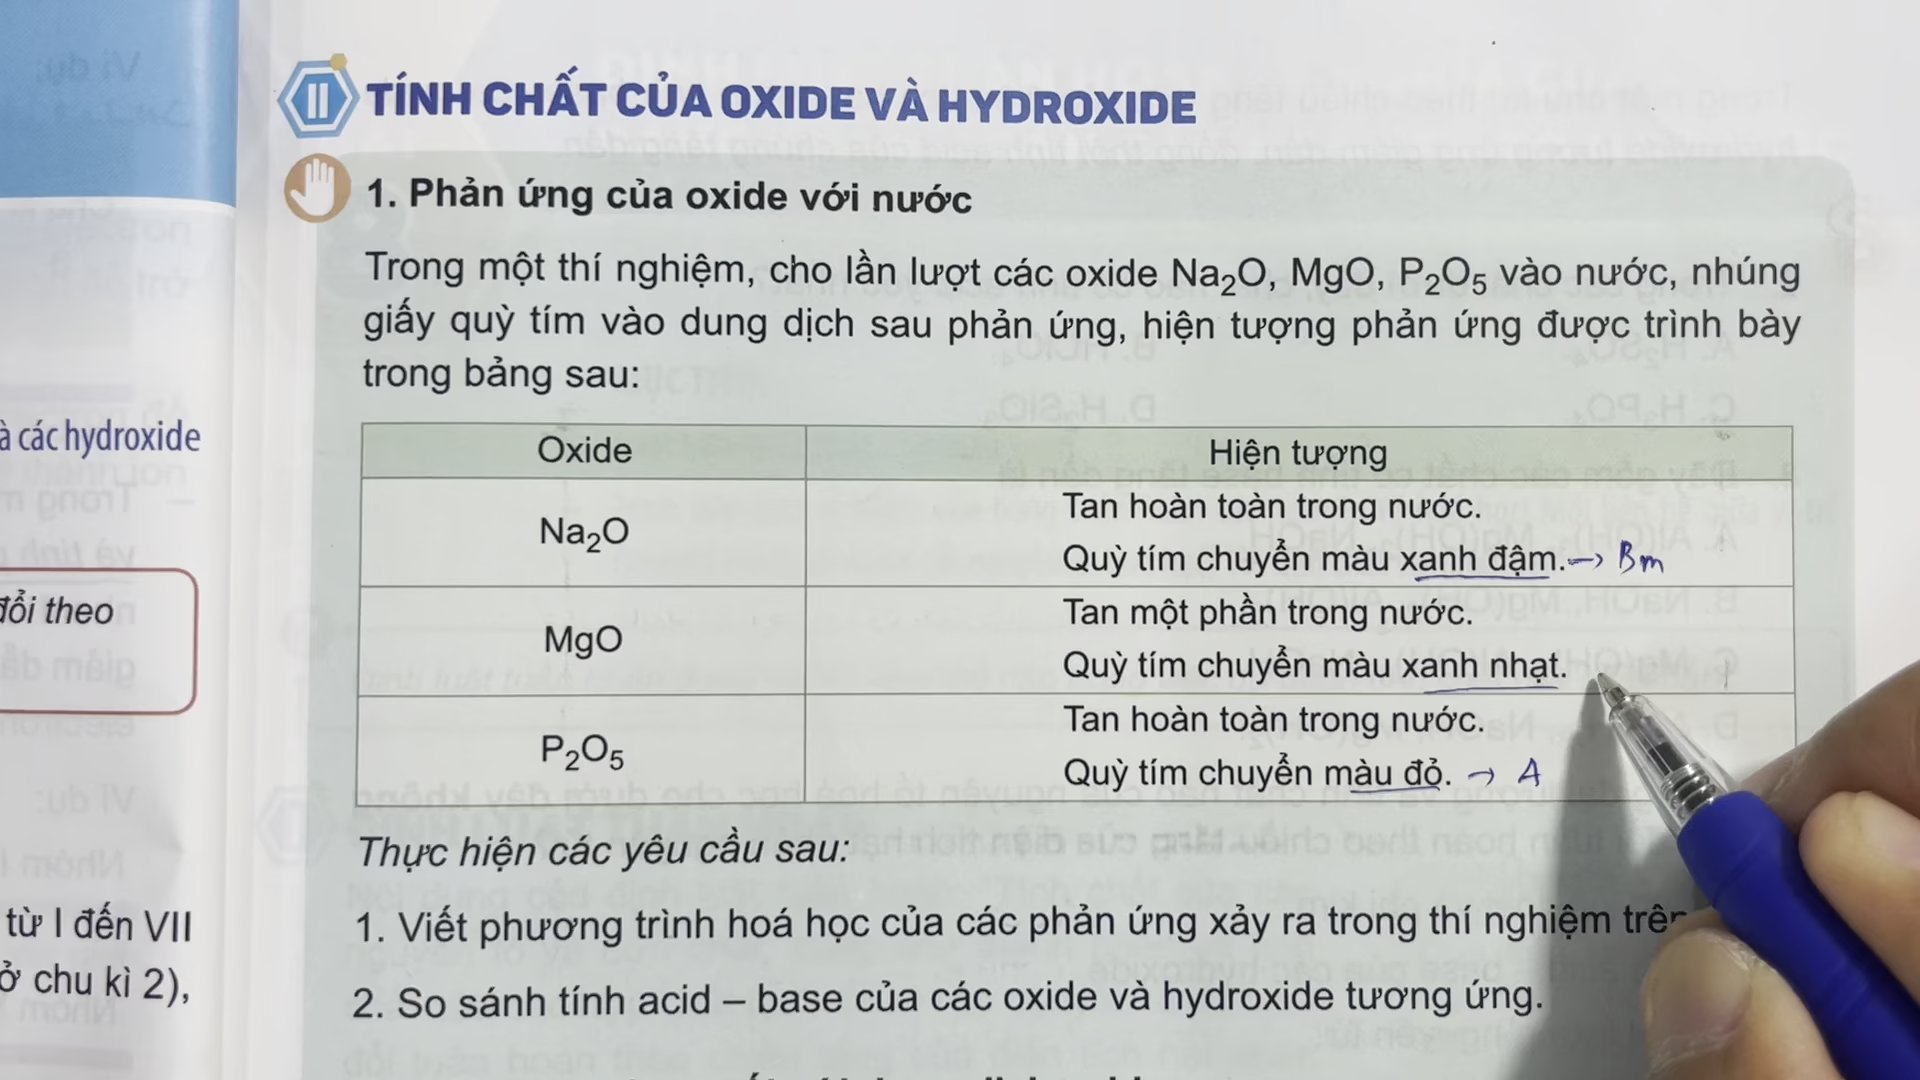 II TÍNH CHẤT CỦA OXIDE VÀ HYDROXIDE
1. Phản ứng của oxide với nước
Trong một thí nghiệm, cho lần lượt các oxide Na₂O, MgO, P₂O₅ vào nước, nhúng
giấy quỳ tím vào dung dịch sau phản ứng, hiện tượng phản ứng được trình bày
trong bảng sau:
Oxide Hiện tượng
Na₂O
Tan hoàn toàn trong nước.
Quỳ tím chuyển màu xanh đậm. → Bm
MgO
Tan một phần trong nước.
Quỳ tím chuyển màu xanh nhạt.
P₂O₅
Tan hoàn toàn trong nước.
Quỳ tím chuyển màu đỏ. → A
Thực hiện các yêu cầu sau:
1. Viết phương trình hoá học của các phản ứng xảy ra trong thí nghiệm trên
2. So sánh tính acid – base của các oxide và hydroxide tương ứng.
à các hydroxide
đổi theo
từ I đến VII
ở chu kì 2),